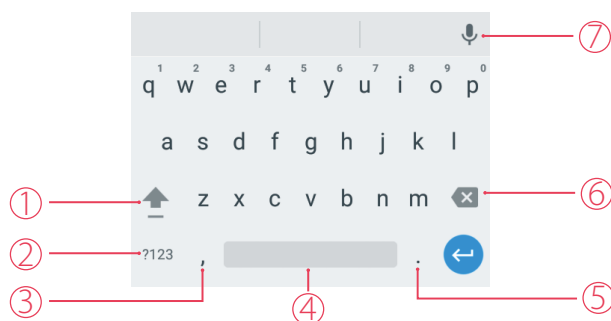 ⑦
1 2 3 4 5 6 7 8 9 0
q w e r t y u i o p
a s d f g h j k l
① z x c v b n m ⑥
② ?123 , .
③ ④ ⑤